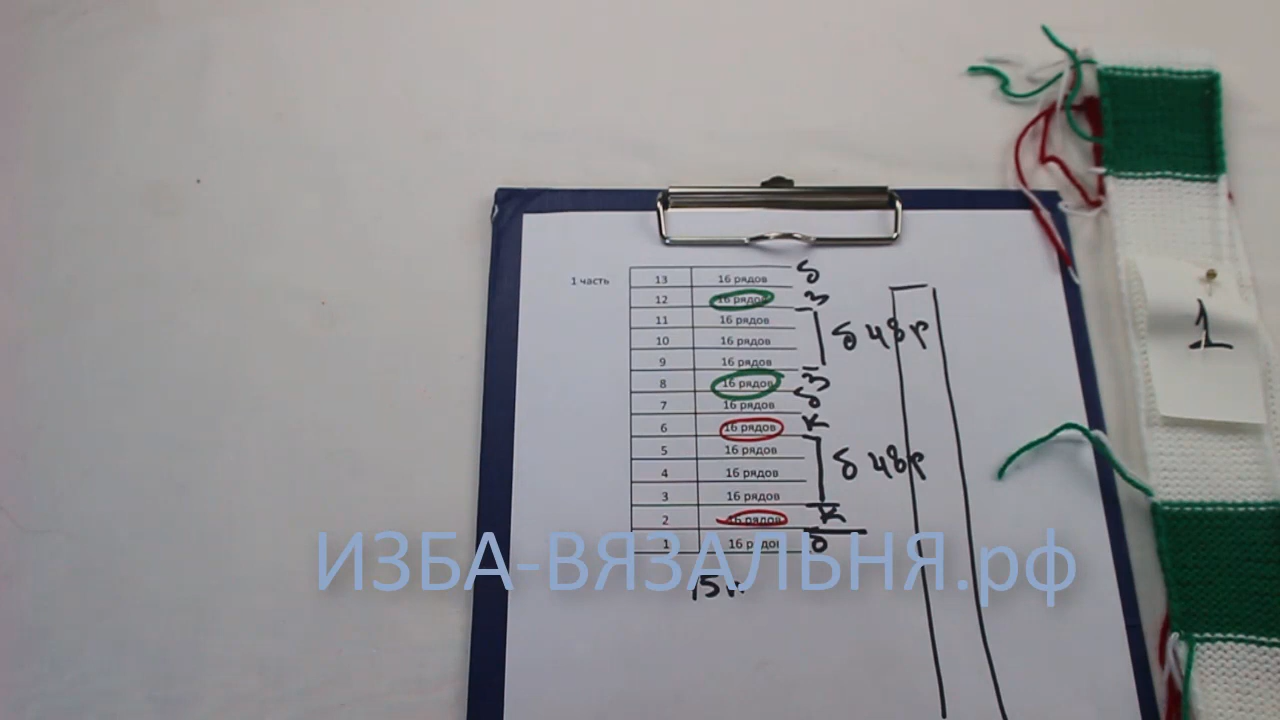 1 часть
13 16 рядов б
12 16 рядов З
11 16 рядов
10 16 рядов б ч в р
9 16 рядов
8 16 рядов З
7 16 рядов б
6 16 рядов К
5 16 рядов
4 16 рядов б ч в р
3 16 рядов
2 16 рядов К
1 16 рядов б
ИЗБА-ВЯЗАЛЬНЯ.рф
1